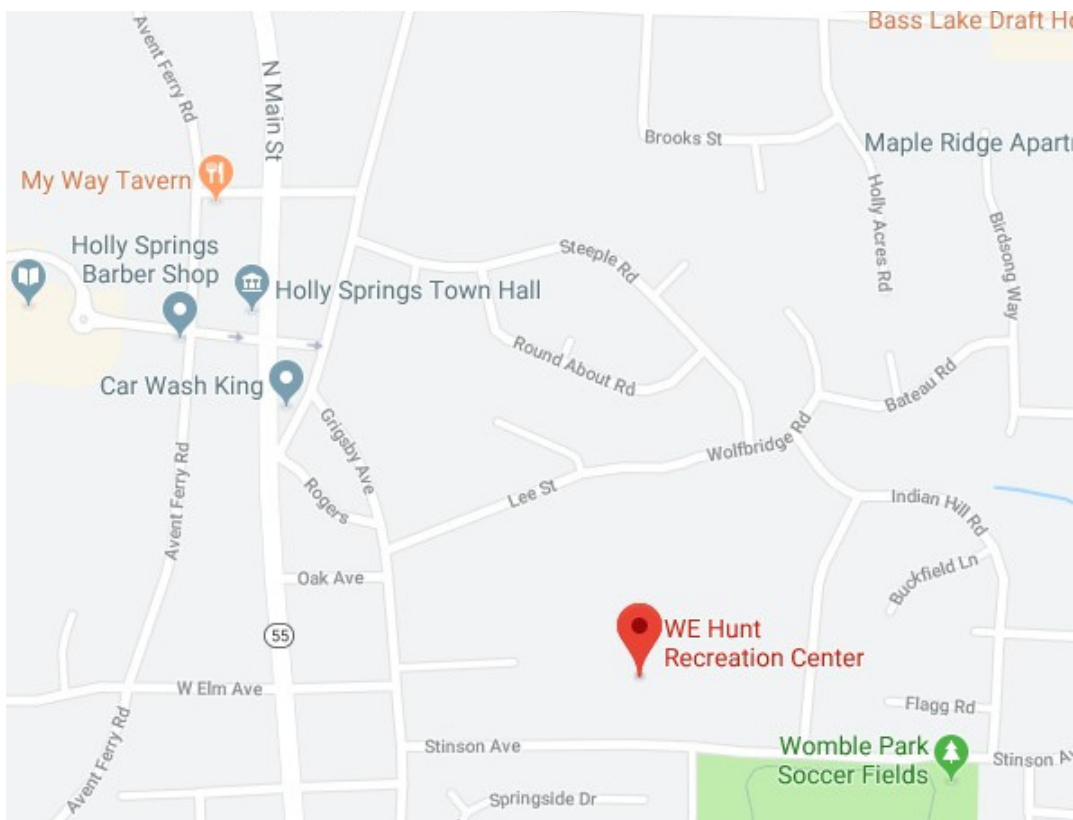 Bass Lake Draft Ho
Avent Ferry Rd
N Main St
Brooks St
Maple Ridge Apartm
My Way Tavern
Holly Acres Rd
Birdsong Way
Holly Springs
Barber Shop
Steeple Rd
Holly Springs Town Hall
Round About Rd
Car Wash King
Bateau Rd
Grigsby Ave
Wolfbridge Rd
Avent Ferry Rd
Rogers
Lee St
Indian Hill Rd
Buckfield Ln
Oak Ave
55
WE Hunt
Recreation Center
W Elm Ave
Flagg Rd
Avent Ferry Rd
Stinson Ave
Womble Park
Soccer Fields
Stinson Av
Springside Dr